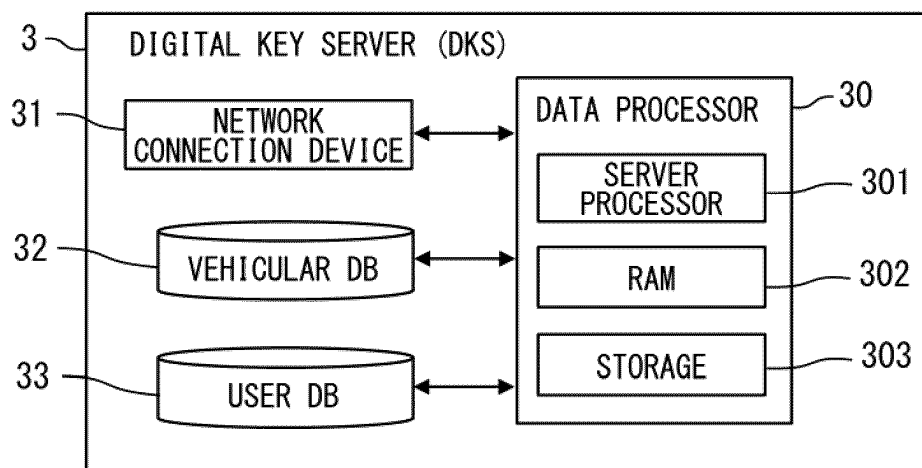 3
DIGITAL KEY SERVER (DKS)
31
NETWORK
CONNECTION DEVICE
DATA PROCESSOR
30
SERVER
PROCESSOR
301
32
VEHICULAR DB
RAM
302
33
USER DB
STORAGE
303